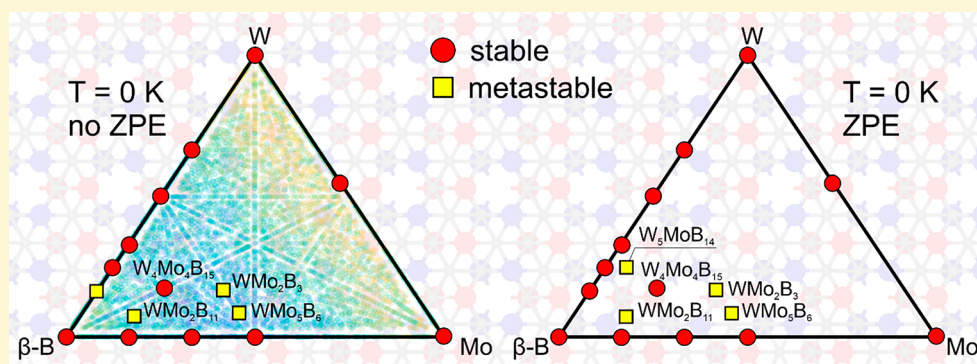 W
T = 0 K
no ZPE
W₄Mo₄B₁₅
WMo₂B₃
WMo₂B₁₁
WMo₅B₆
β-B
Mo
stable
metastable
W
T = 0 K
ZPE
W₅MoB₁₄
W₄Mo₄B₁₅
WMo₂B₃
WMo₂B₁₁
WMo₅B₆
β-B
Mo